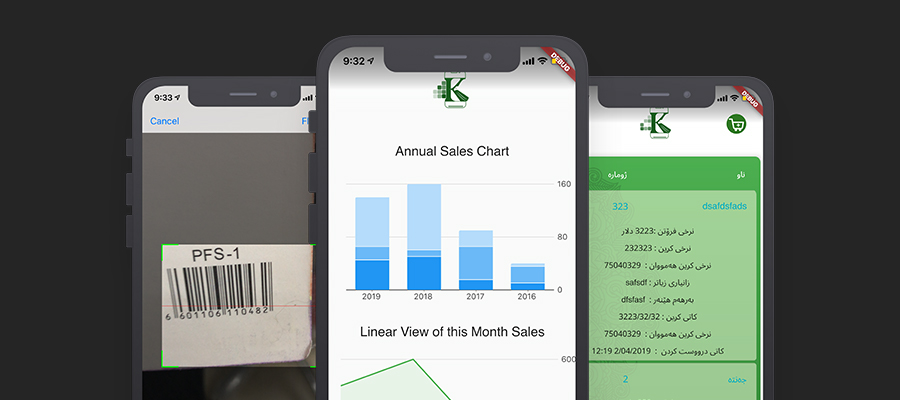 9:33
Cancel
Fl
PFS-1
6 601106 110482
9:32
DEBUG
K
Annual Sales Chart
160
80
0
2019 2018 2017 2016
Linear View of this Month Sales
600
DEBUG
K
ناو ژومارە
dsafdsfads 323
نرخی فرۆتن :3223 دلار
نرخی کرین : 232323
نرخی کرین هەمووان : 75040329
زانیاری زیاتر : safsdf
بەرهەم هێنەر : dfsfasf
کاتی کرین : 3223/32/32
نرخی کرین هەمووان : 75040329
کاتی درووست کردن : 2/04/2019 12:19
جەنتە 2